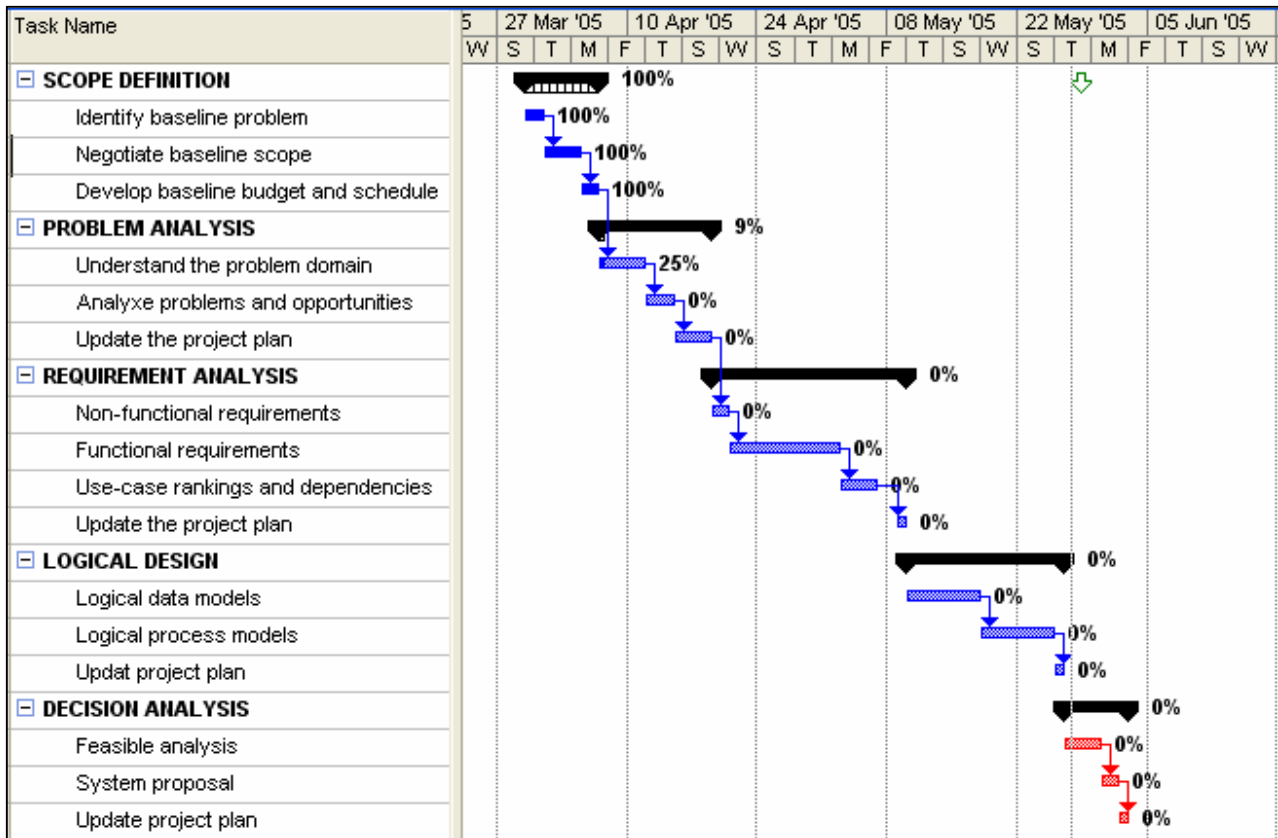 Task Name
5 27 Mar '05 10 Apr '05 24 Apr '05 08 May '05 22 May '05 05 Jun '05
W S T M F T S W S T M F T S W S T M F T S W
SCOPE DEFINITION 100%
Identify baseline problem 100%
Negotiate baseline scope 100%
Develop baseline budget and schedule 100%
PROBLEM ANALYSIS 9%
Understand the problem domain 25%
Analyxe problems and opportunities 0%
Update the project plan 0%
REQUIREMENT ANALYSIS 0%
Non-functional requirements 0%
Functional requirements 0%
Use-case rankings and dependencies 0%
Update the project plan 0%
LOGICAL DESIGN 0%
Logical data models 0%
Logical process models 0%
Updat project plan 0%
DECISION ANALYSIS 0%
Feasible analysis 0%
System proposal 0%
Update project plan 0%